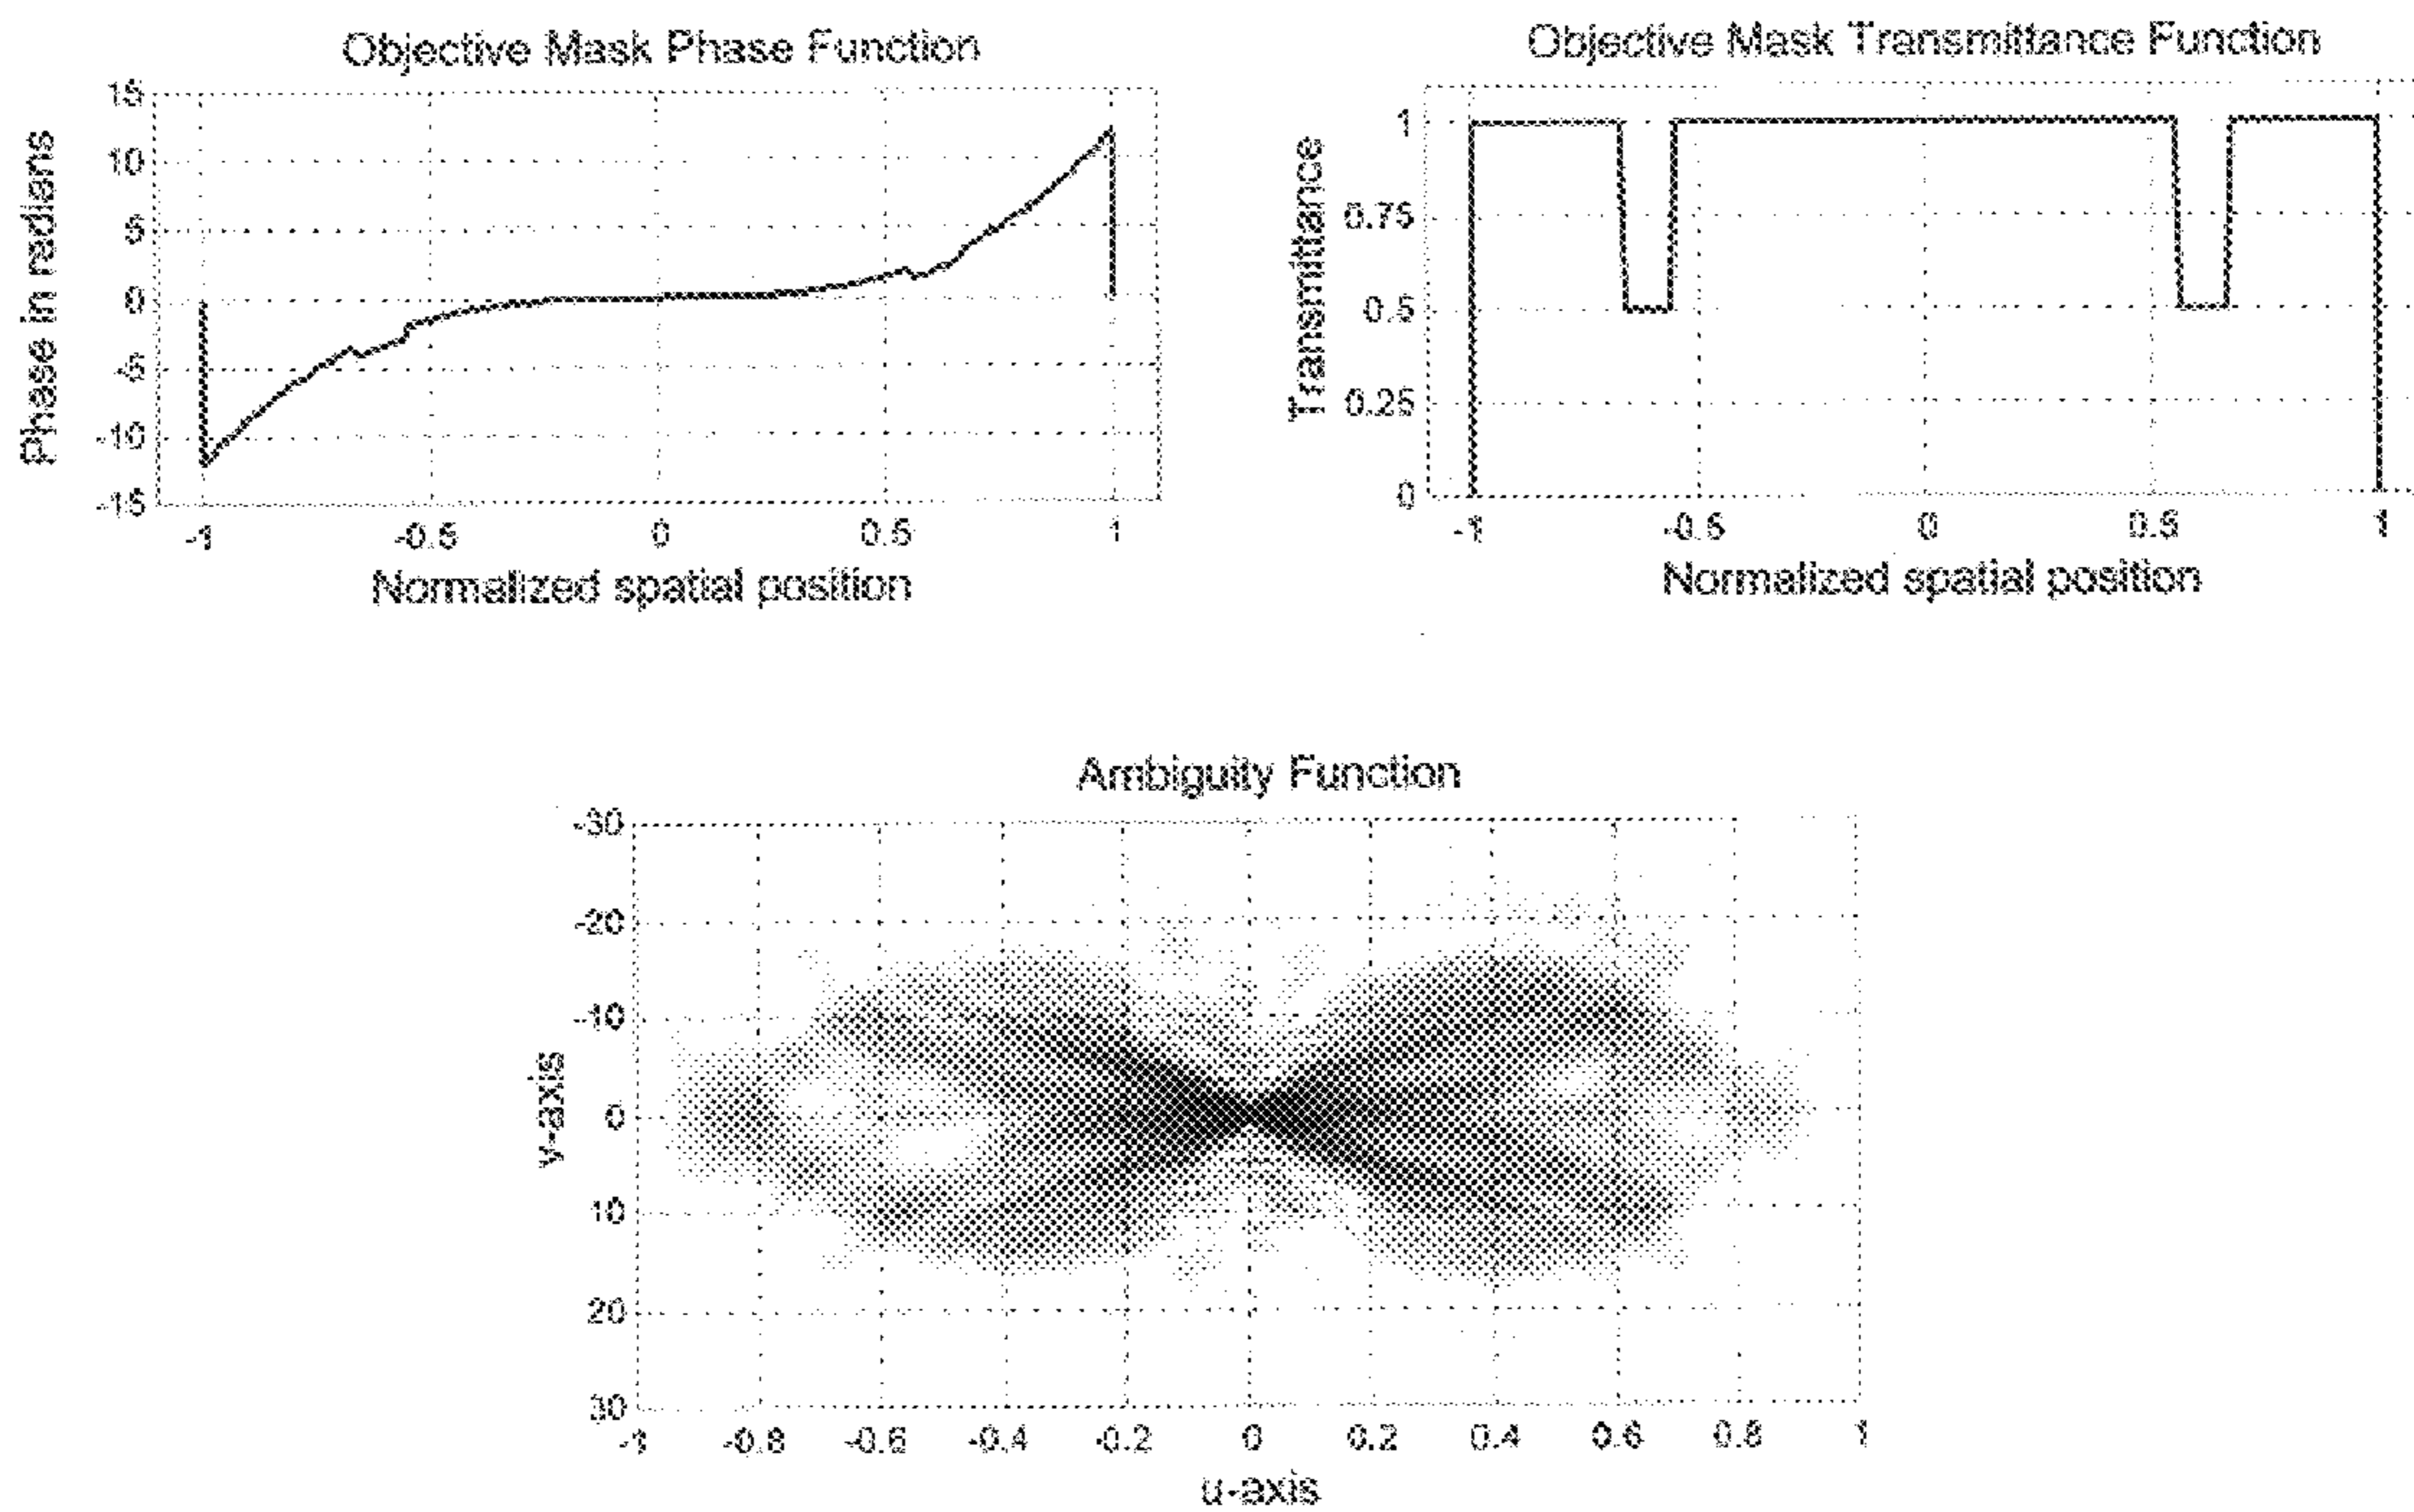 Objective Mask Phase Function
Phase in radians
15
10
5
0
-5
-10
-15
-1 -0.5 0 0.5 1
Normalized spatial position
Objective Mask Transmittance Function
Transmittance
1
0.75
0.5
0.25
0
-1 -0.5 0 0.5 1
Normalized spatial position
Ambiguity Function
v-axis
-30
-20
-10
0
10
20
30
-1 -0.8 -0.6 -0.4 -0.2 0 0.2 0.4 0.6 0.8 1
u-axis